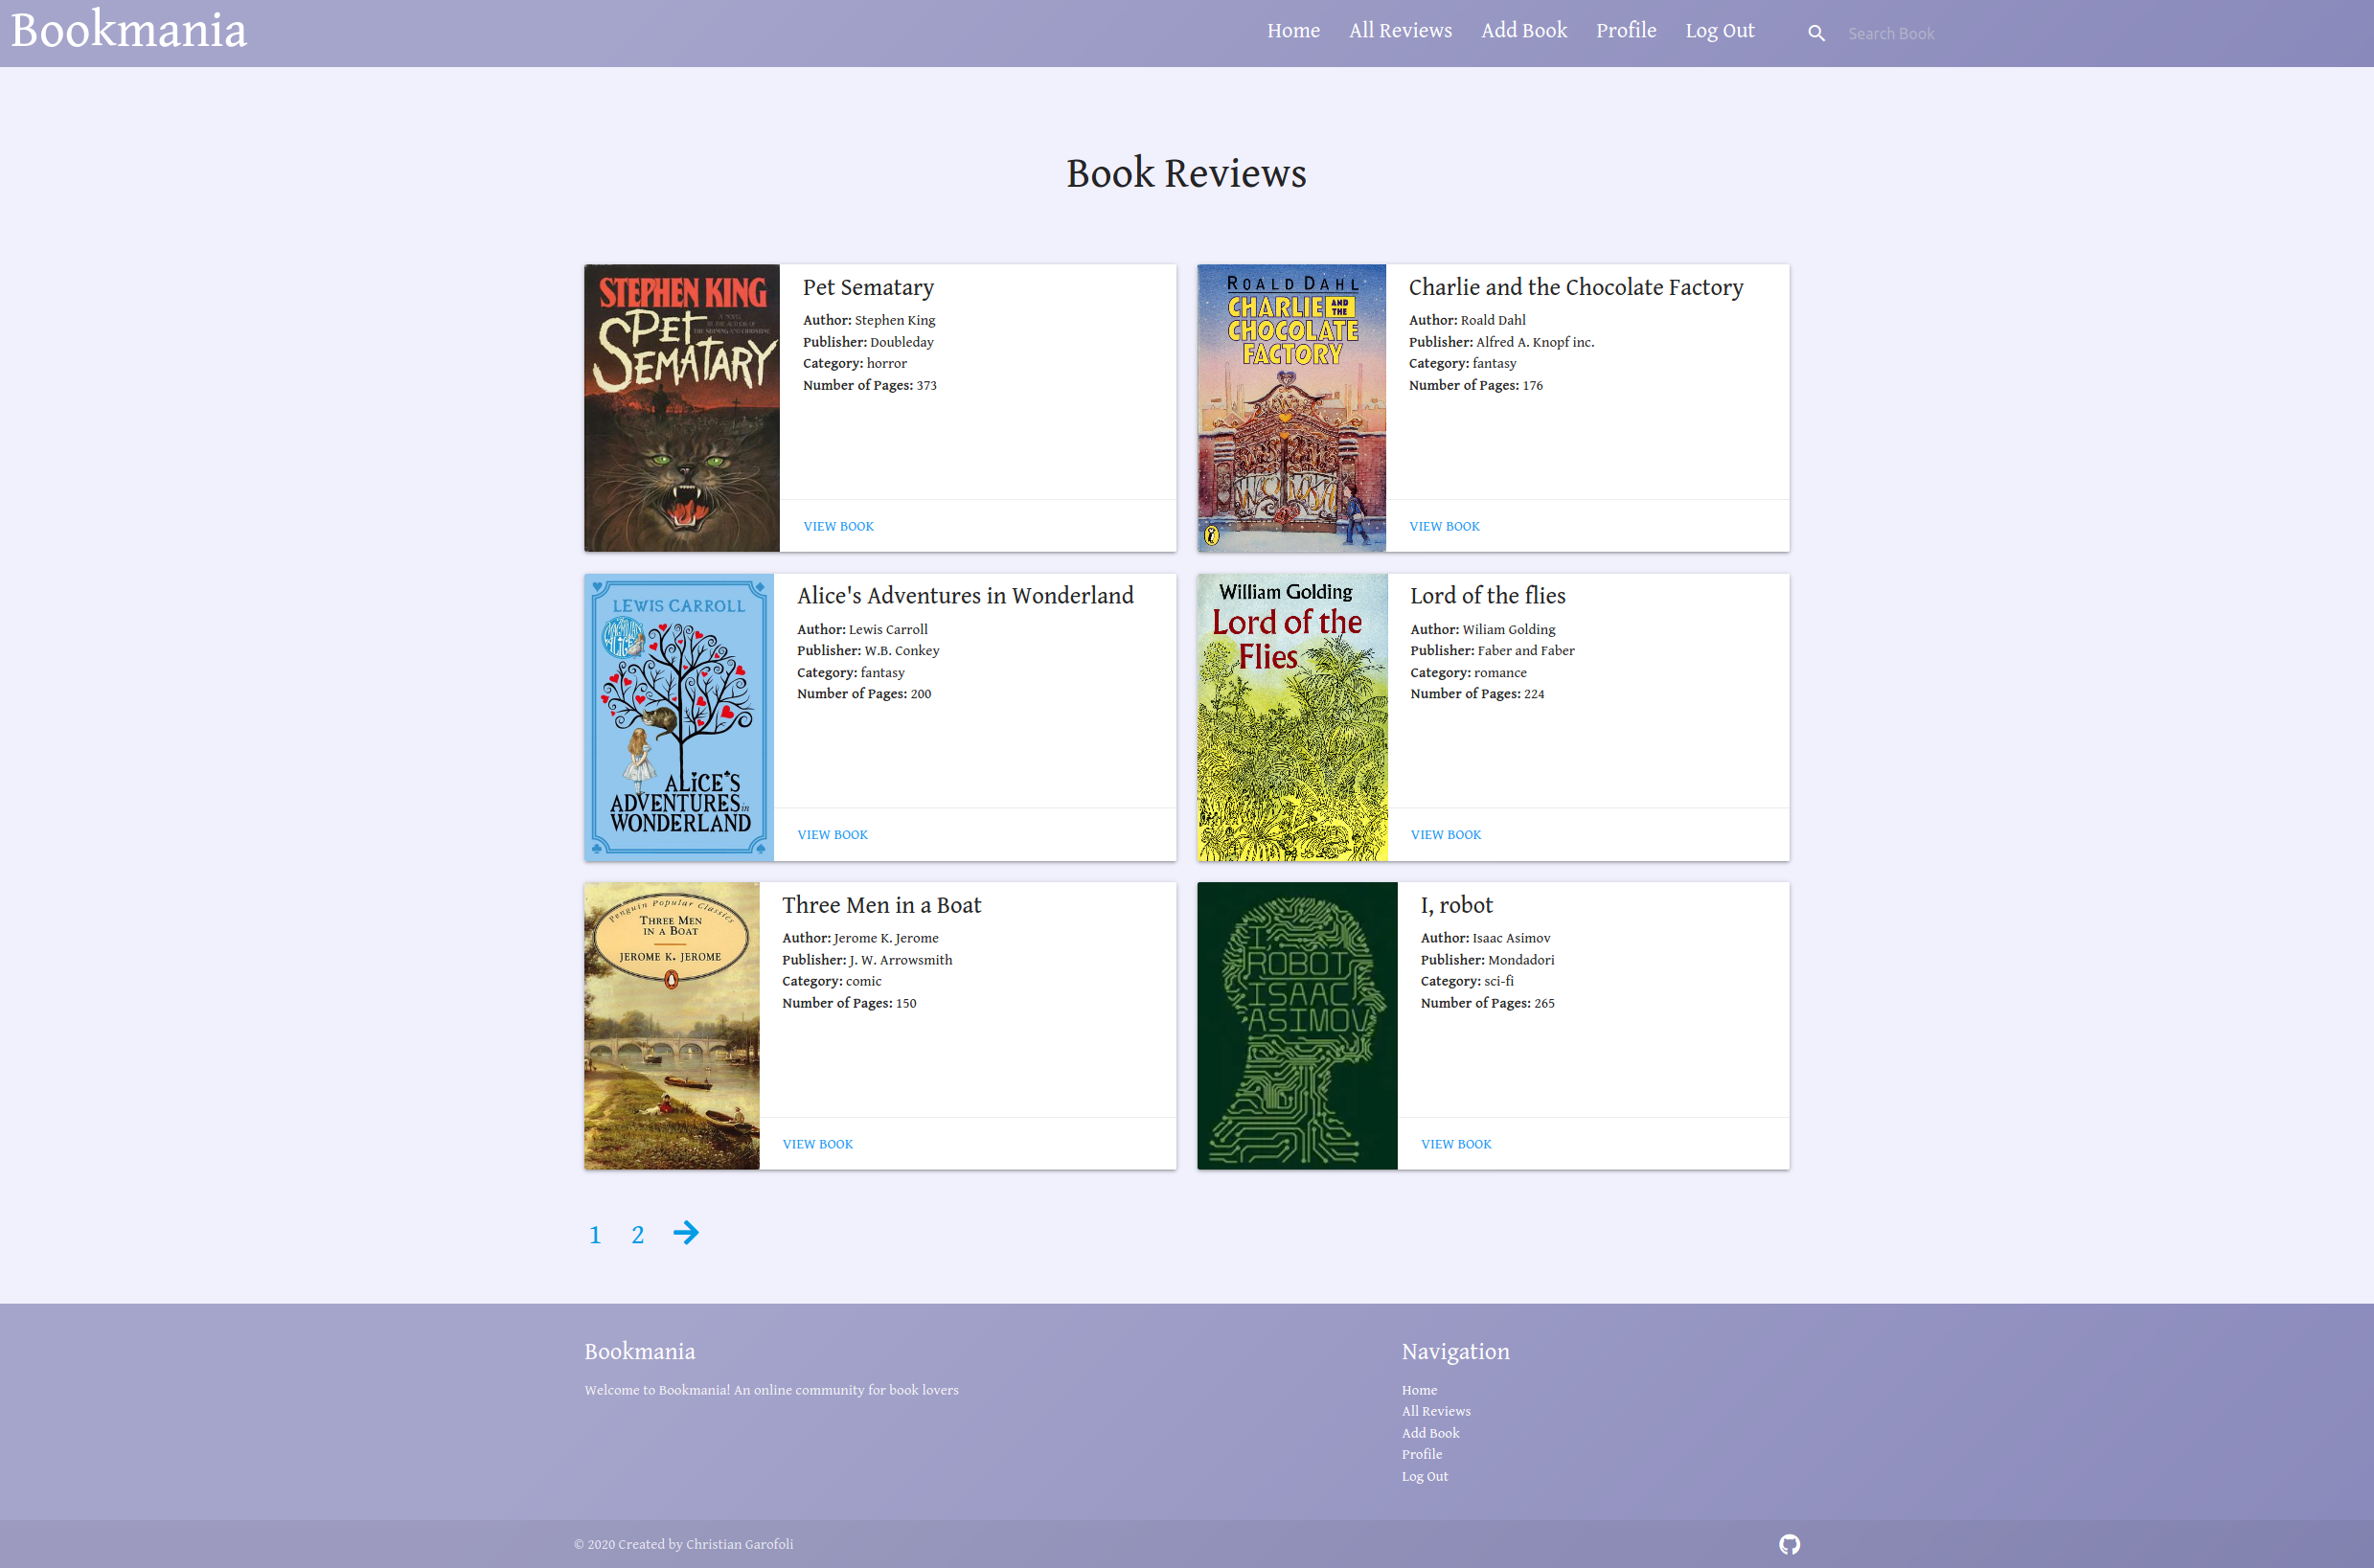 Bookmania
Home All Reviews Add Book Profile Log Out Search Book
Book Reviews
STEPHEN KING
PET
SEMATARY
Pet Sematary
Author: Stephen King
Publisher: Doubleday
Category: horror
Number of Pages: 373
VIEW BOOK
ROALD DAHL
CHARLIE AND THE
CHOCOLATE
FACTORY
WONKA
Charlie and the Chocolate Factory
Author: Roald Dahl
Publisher: Alfred A. Knopf inc.
Category: fantasy
Number of Pages: 176
VIEW BOOK
LEWIS CARROLL
ALICE'S
ADVENTURES in
WONDERLAND
Alice's Adventures in Wonderland
Author: Lewis Carroll
Publisher: W.B. Conkey
Category: fantasy
Number of Pages: 200
VIEW BOOK
William Golding
Lord of the
Flies
Lord of the flies
Author: Wiliam Golding
Publisher: Faber and Faber
Category: romance
Number of Pages: 224
VIEW BOOK
Penguin Popular Classics
THREE MEN
IN A BOAT
JEROME K. JEROME
Three Men in a Boat
Author: Jerome K. Jerome
Publisher: J. W. Arrowsmith
Category: comic
Number of Pages: 150
VIEW BOOK
I,
ROBOT
ISAAC
ASIMOV
I, robot
Author: Isaac Asimov
Publisher: Mondadori
Category: sci-fi
Number of Pages: 265
VIEW BOOK
1 2
Bookmania
Welcome to Bookmania! An online community for book lovers
Navigation
Home
All Reviews
Add Book
Profile
Log Out
© 2020 Created by Christian Garofoli